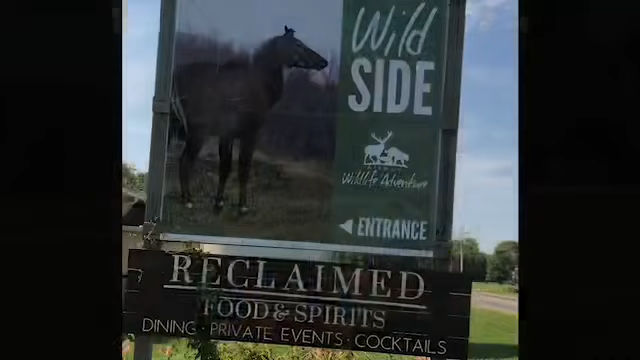 Wild
SIDE
Wildlife Adventure
ENTRANCE
RECLAIMED
FOOD & SPIRITS
DINING · PRIVATE EVENTS · COCKTAILS